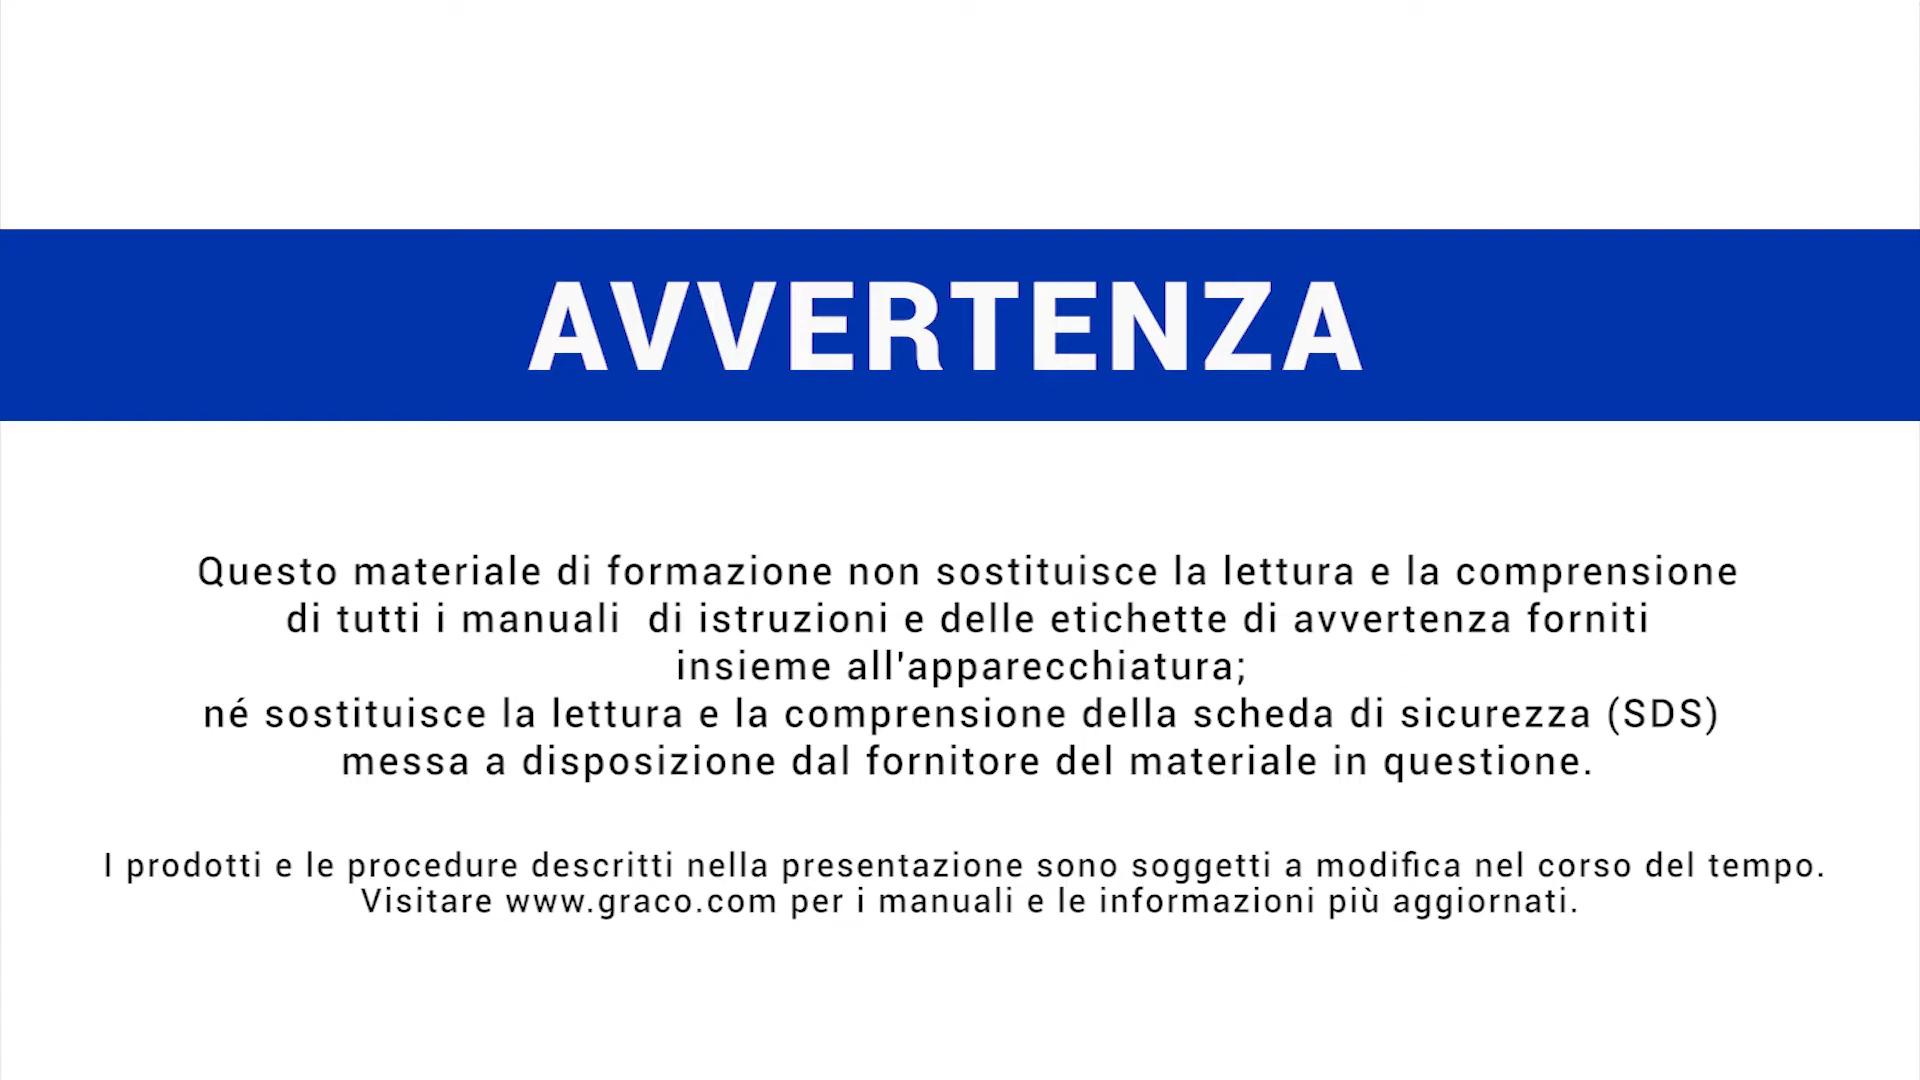 AVVERTENZA
Questo materiale di formazione non sostituisce la lettura e la comprensione
di tutti i manuali  di istruzioni e delle etichette di avvertenza forniti
insieme all'apparecchiatura;
né sostituisce la lettura e la comprensione della scheda di sicurezza (SDS)
messa a disposizione dal fornitore del materiale in questione.
I prodotti e le procedure descritti nella presentazione sono soggetti a modifica nel corso del tempo.
Visitare www.graco.com per i manuali e le informazioni più aggiornati.